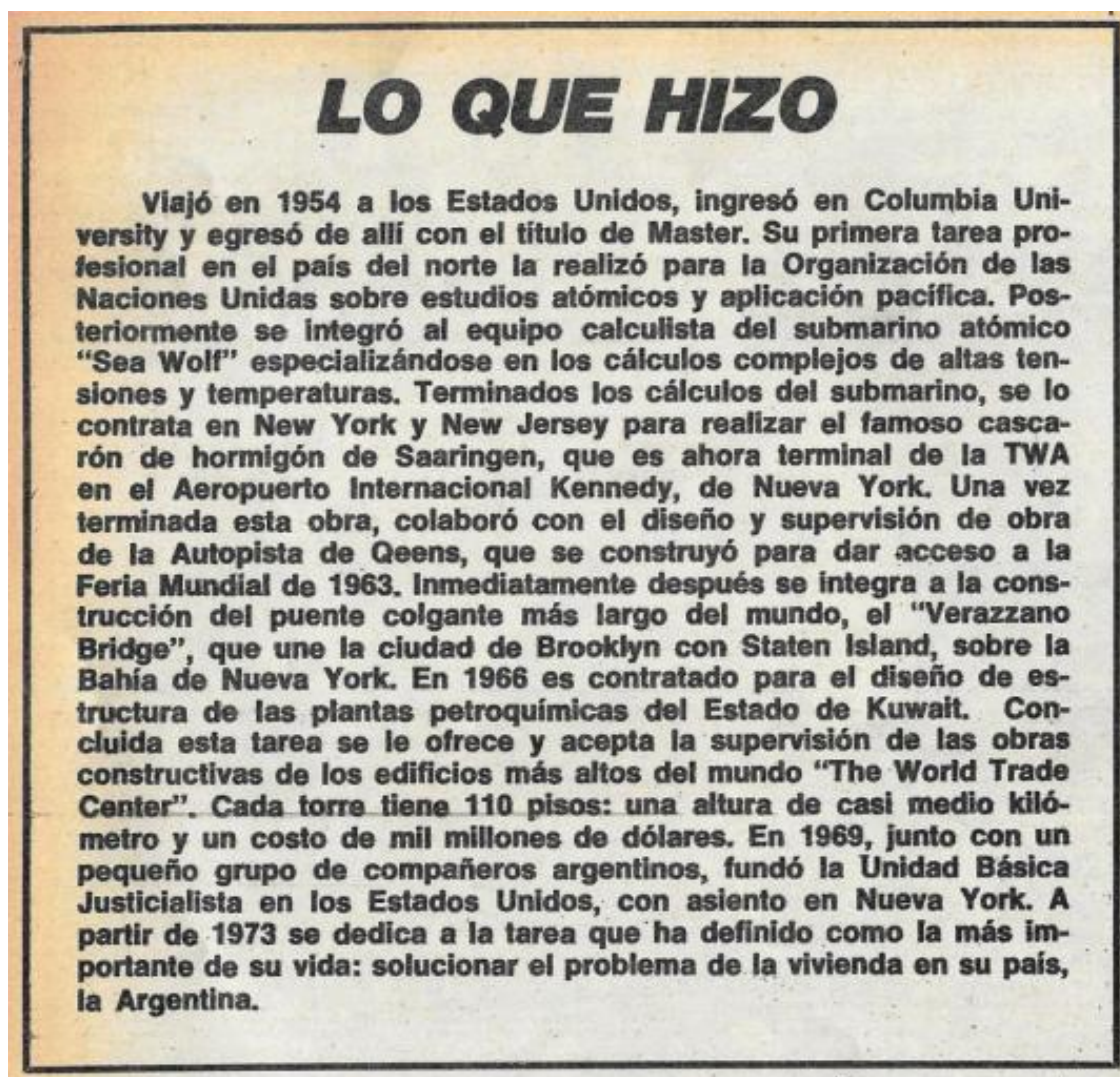 LO QUE HIZO
Viajó en 1954 a los Estados Unidos, ingresó en Columbia Uni-
versity y egresó de allí con el título de Master. Su primera tarea pro-
fesional en el país del norte la realizó para la Organización de las
Naciones Unidas sobre estudios atómicos y aplicación pacífica. Pos-
teriormente se integró al equipo calculista del submarino atómico
“Sea Wolf” especializándose en los cálculos complejos de altas ten-
siones y temperaturas. Terminados los cálculos del submarino, se lo
contrata en New York y New Jersey para realizar el famoso casca-
rón de hormigón de Saaringen, que es ahora terminal de la TWA
en el Aeropuerto Internacional Kennedy, de Nueva York. Una vez
terminada esta obra, colaboró con el diseño y supervisión de obra
de la Autopista de Qeens, que se construyó para dar acceso a la
Feria Mundial de 1963. Inmediatamente después se integra a la cons-
trucción del puente colgante más largo del mundo, el “Verazzano
Bridge”, que une la ciudad de Brooklyn con Staten Island, sobre la
Bahía de Nueva York. En 1966 es contratado para el diseño de es-
tructura de las plantas petroquímicas del Estado de Kuwait. Con-
cluida esta tarea se le ofrece y acepta la supervisión de las obras
constructivas de los edificios más altos del mundo “The World Trade
Center”. Cada torre tiene 110 pisos: una altura de casi medio kiló-
metro y un costo de mil millones de dólares. En 1969, junto con un
pequeño grupo de compañeros argentinos, fundó la Unidad Básica
Justicialista en los Estados Unidos, con asiento en Nueva York. A
partir de 1973 se dedica a la tarea que ha definido como la más im-
portante de su vida: solucionar el problema de la vivienda en su país,
la Argentina.